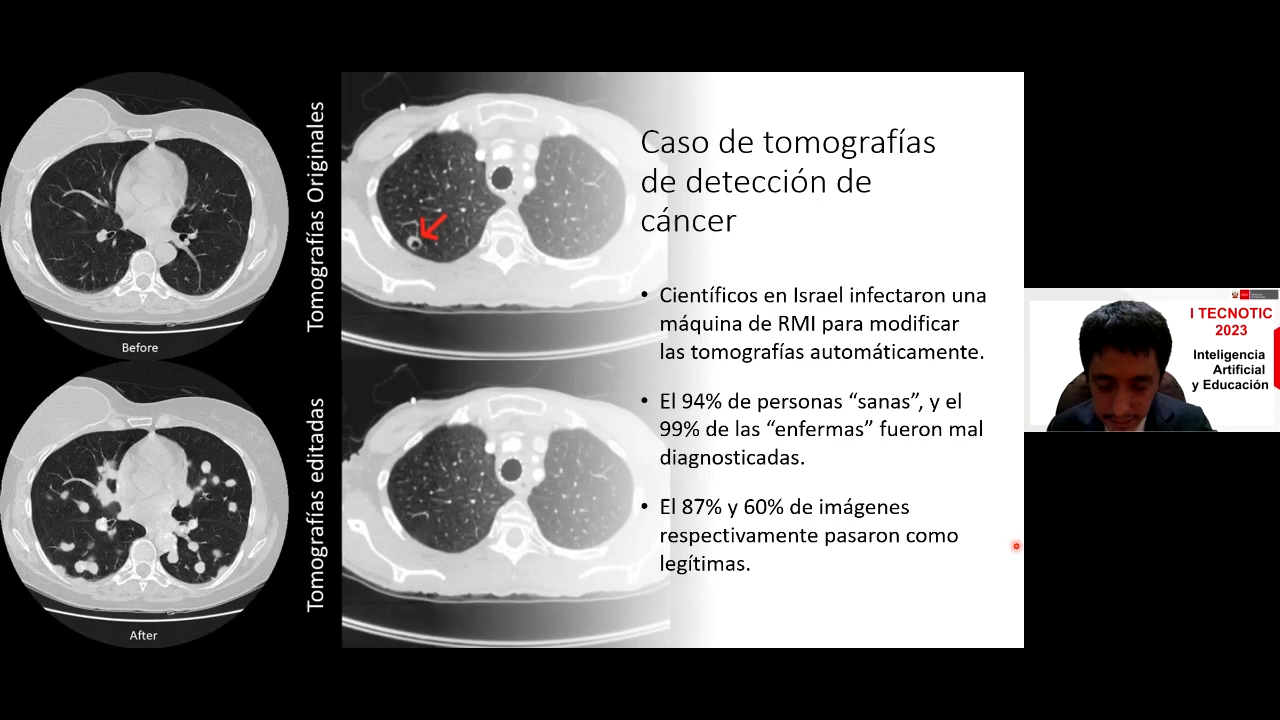 Tomografías Originales
Before
Tomografías editadas
After
Caso de tomografías
de detección de
cáncer
• Científicos en Israel infectaron una
máquina de RMI para modificar
las tomografías automáticamente.
• El 94% de personas “sanas”, y el
99% de las “enfermas” fueron mal
diagnosticadas.
• El 87% y 60% de imágenes
respectivamente pasaron como
legítimas.
I TECNOTIC
2023
Inteligencia
Artificial
y Educación